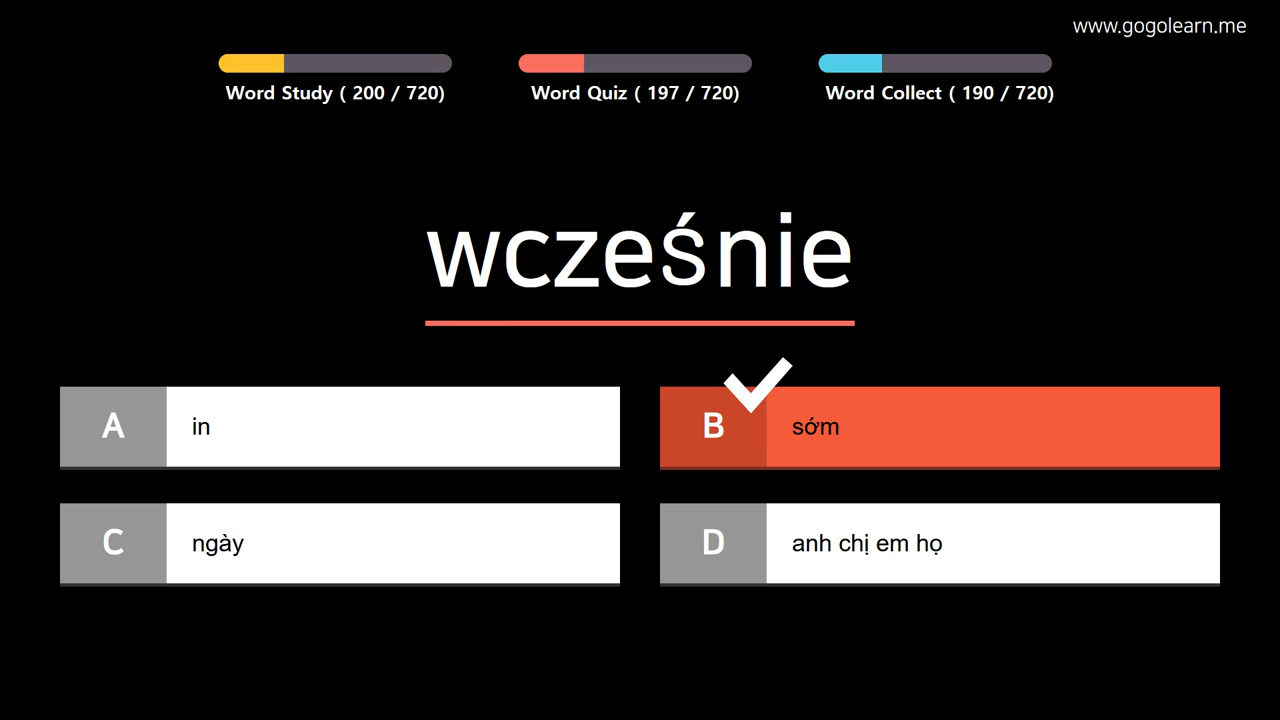 www.gogolearn.me
Word Study ( 200 / 720)
Word Quiz ( 197 / 720)
Word Collect ( 190 / 720)
wcześnie
A in
B sớm
C ngày
D anh chị em họ